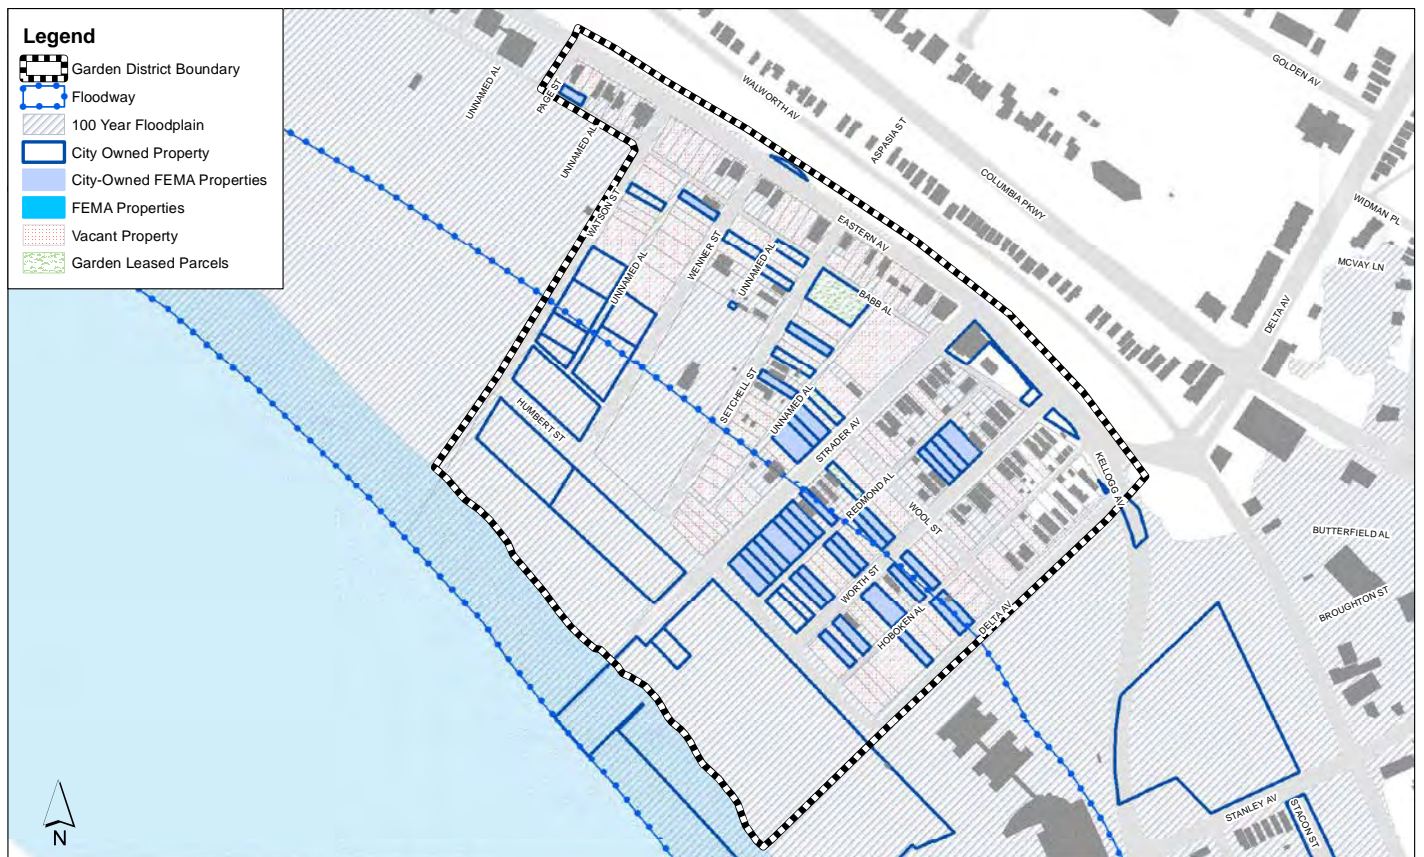 Legend
Garden District Boundary
Floodway
100 Year Floodplain
City Owned Property
City-Owned FEMA Properties
FEMA Properties
Vacant Property
Garden Leased Parcels
UNNAMED AL
PAGE ST
UNNAMED AL
WALWORTH AV
ASPASIA ST
GOLDEN AV
COLUMBIA PKWY
WIDMAN PL
MCVAY LN
DELTA AV
WATSON ST
UNNAMED AL
WENNER ST
UNNAMED AL
EASTERN AV
BABB AL
HUMBERT ST
SETCHELL ST
UNNAMED AL
STRADER AV
REDMOND AL
WOOL ST
KELLOGG AV
WORTH ST
HOBOKEN AL
DELTA AV
BUTTERFIELD AL
BROUGHTON ST
STANLEY AV
STACON ST
N